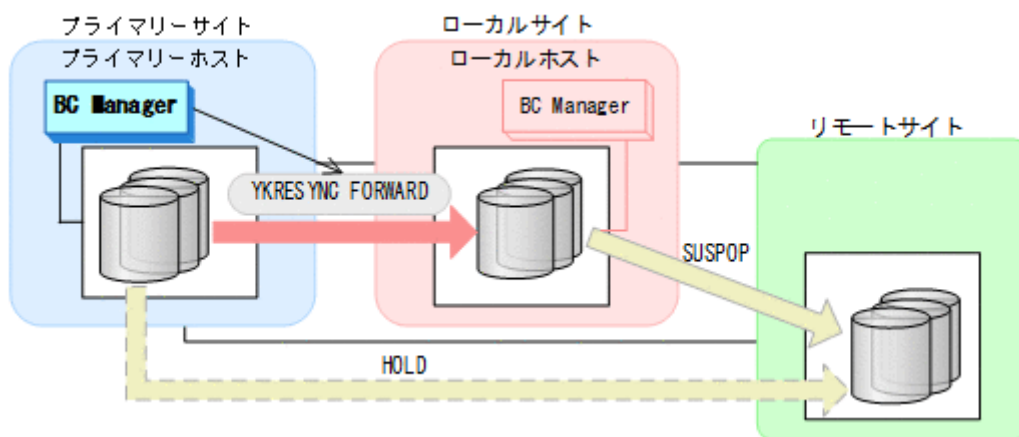 プライマリーサイト
ローカルサイト
プライマリーホスト
ローカルホスト
BC Manager
BC Manager
リモートサイト
YKRESYNC FORWARD
SUSPOP
HOLD